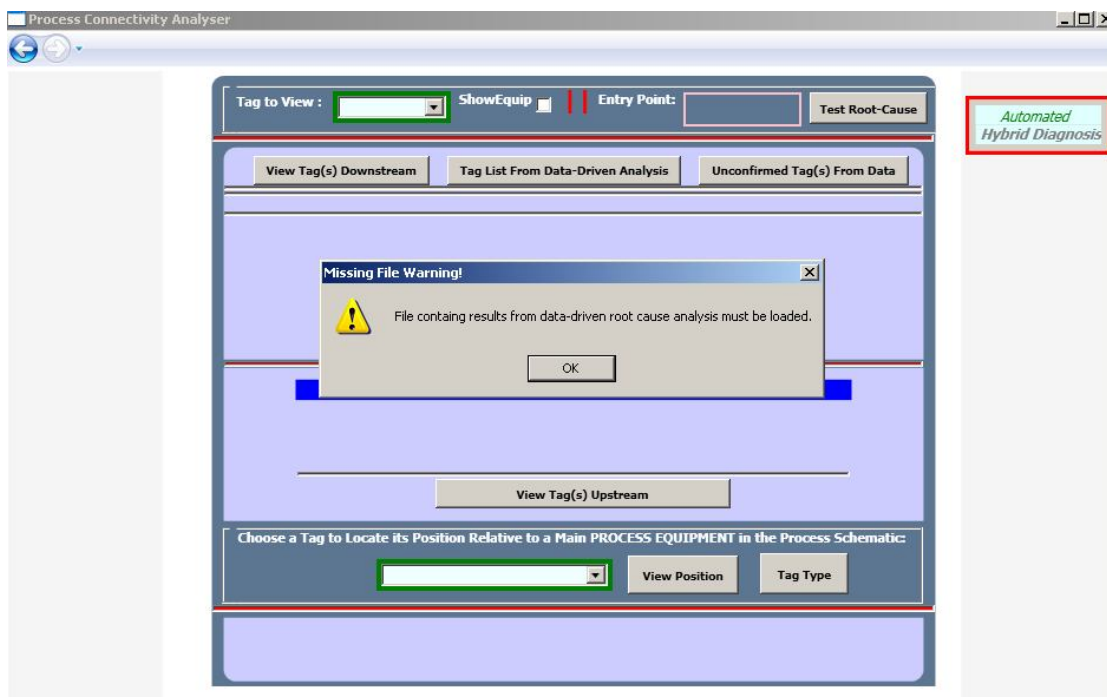 Process Connectivity Analyser
Tag to View :
ShowEquip
Entry Point:
Test Root-Cause
Automated
Hybrid Diagnosis
View Tag(s) Downstream
Tag List From Data-Driven Analysis
Unconfirmed Tag(s) From Data
Missing File Warning!
File containg results from data-driven root cause analysis must be loaded.
OK
View Tag(s) Upstream
Choose a Tag to Locate its Position Relative to a Main PROCESS EQUIPMENT in the Process Schematic:
View Position
Tag Type